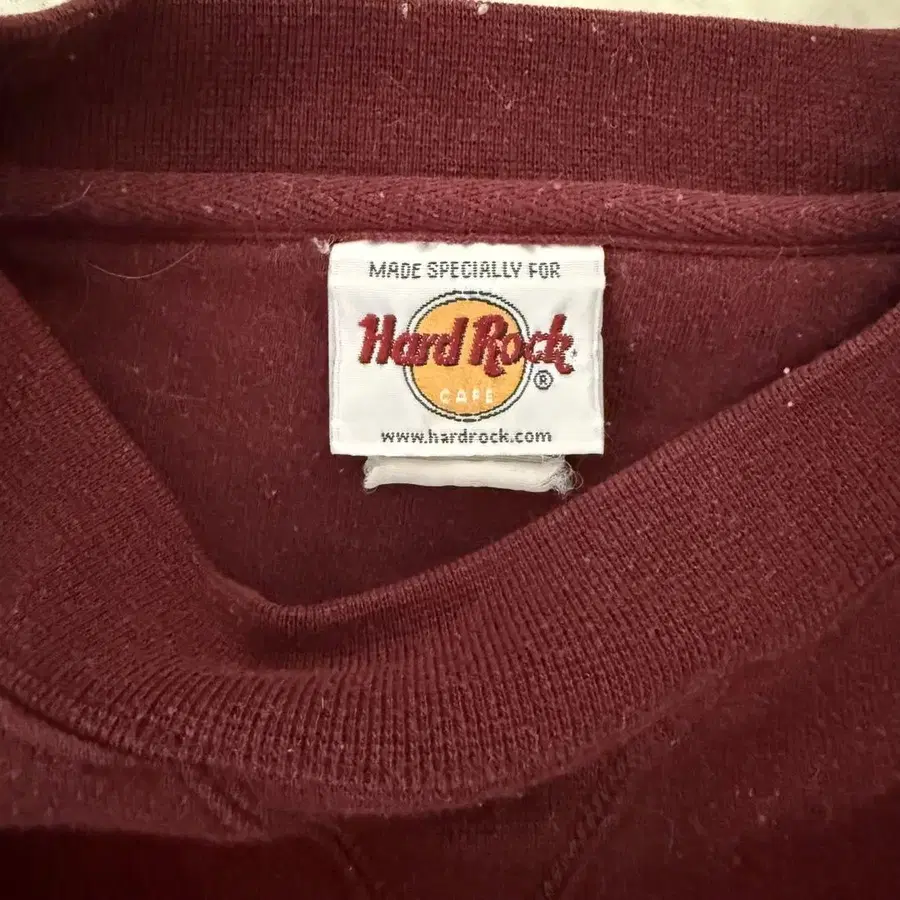 MADE SPECIALLY FOR
Hard Rock
CAFE
®
www.hardrock.com